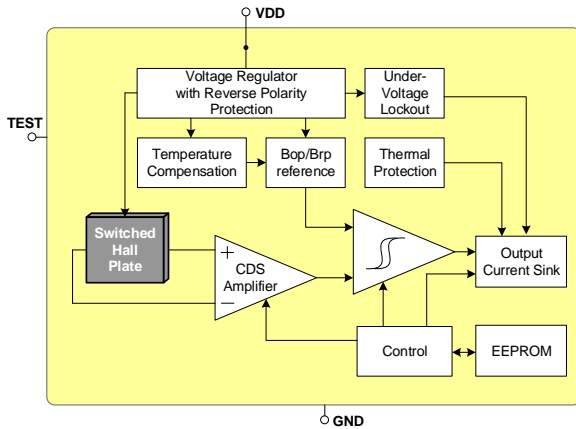 VDD
Voltage Regulator
with Reverse Polarity
Protection
Under-
Voltage
Lockout
TEST
Temperature
Compensation
Bop/Brp
reference
Thermal
Protection
Switched
Hall
Plate
+
CDS
Amplifier
−
Output
Current Sink
Control
EEPROM
GND